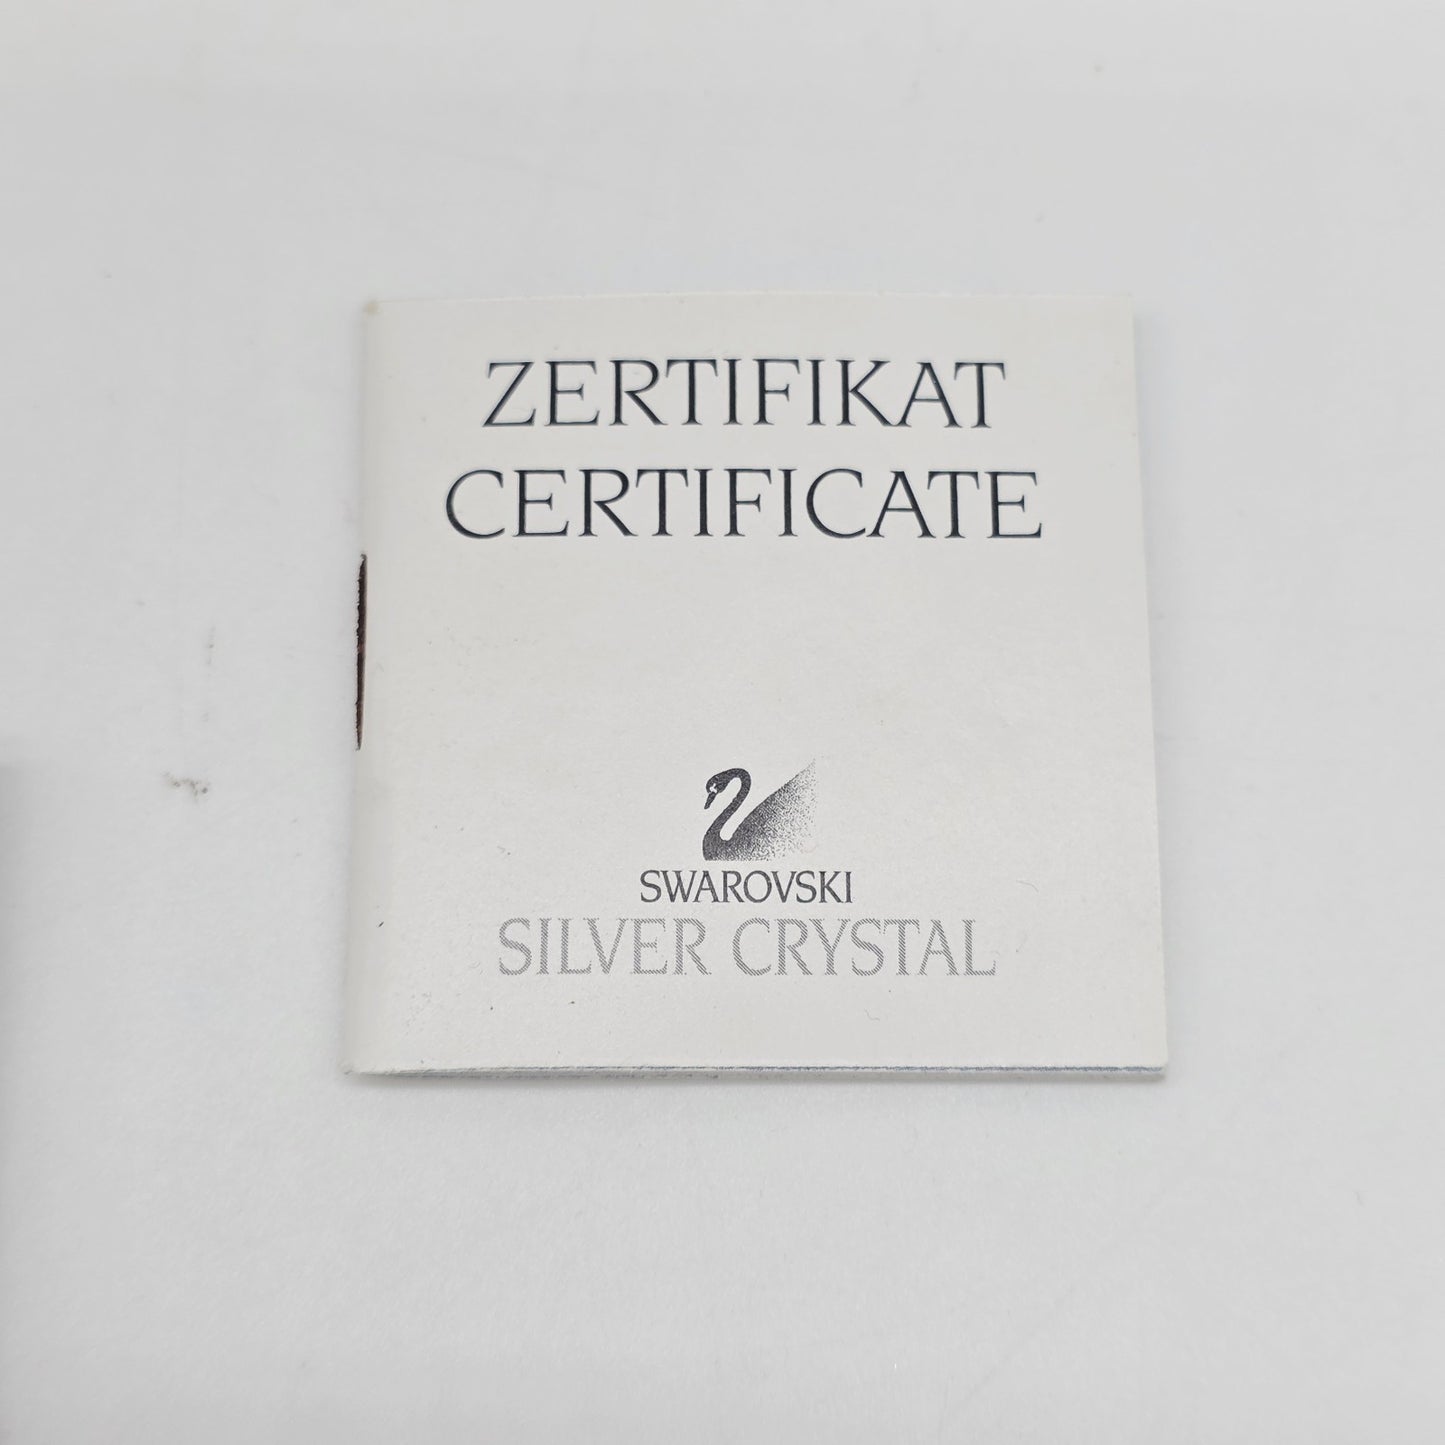 ZERTIFIKAT
CERTIFICATE
SWAROVSKI
SILVER CRYSTAL